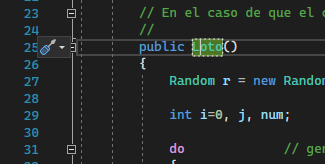 23 // En el caso de que el
24 //
25 public Loto()
26 {
27 Random r = new Random
28
29 int i=0, j, num;
30
31 do //
{